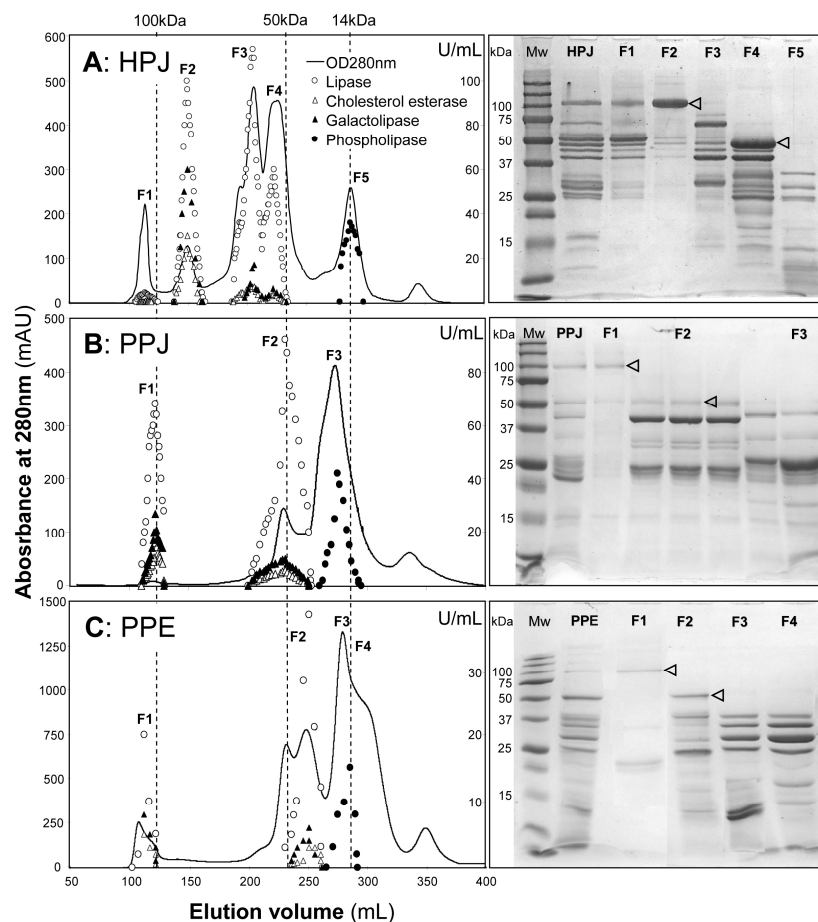 100kDa 50kDa 14kDa
A: HPJ
600
500
400
300
200
100
0
U/mL
100
80
60
40
20
F1
F2
F3
F4
F5
OD280nm
Lipase
Cholesterol esterase
Galactolipase
Phospholipase
kDa Mw HPJ F1 F2 F3 F4 F5
100
75
50
37
25
15
B: PPJ
500
400
300
200
100
0
U/mL
80
60
40
20
F1
F2
F3
kDa Mw PPJ F1 F2 F3
100
75
50
37
25
15
C: PPE
1500
1250
1000
750
500
250
0
U/mL
30
20
10
F1
F2
F3
F4
kDa Mw PPE F1 F2 F3 F4
100
75
50
37
25
15
50 100 150 200 250 300 350 400
Elution volume (mL)
Abosrbance at 280nm (mAU)